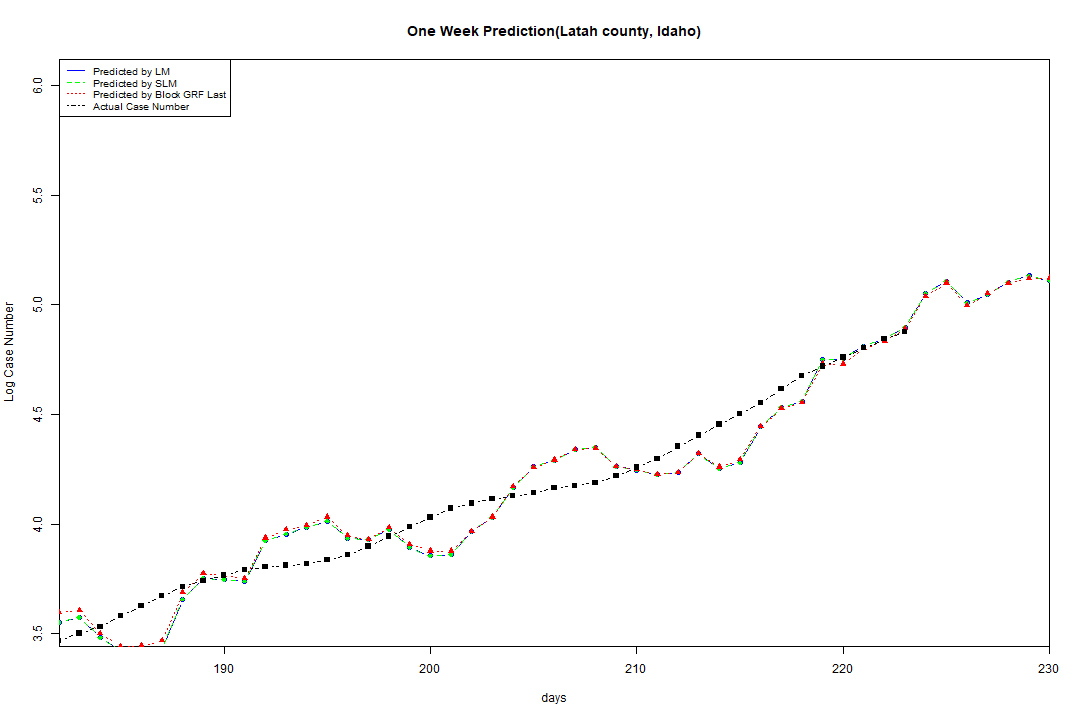 One Week Prediction(Latah county, Idaho)
Predicted by LM
Predicted by SLM
Predicted by Block GRF Last
Actual Case Number
Log Case Number
6.0
5.5
5.0
4.5
4.0
3.5
190 200 210 220 230
days